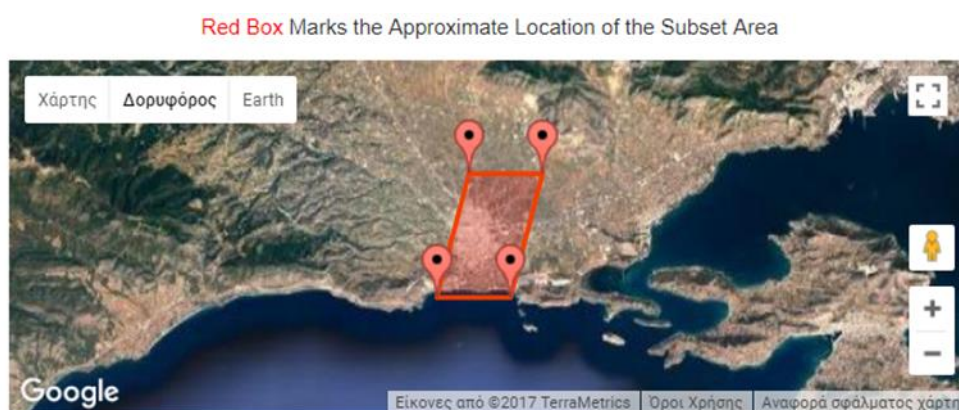 Red Box Marks the Approximate Location of the Subset Area
Χάρτης Δορυφόρος Earth
Google
Εικόνες από ©2017 TerraMetrics Όροι Χρήσης Αναφορά σφάλματος χάρτη